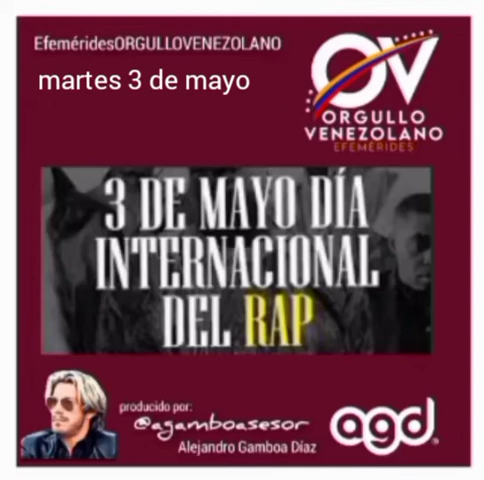 EfeméridesORGULLOVENEZOLANO
martes 3 de mayo
OV
ORGULLO
VENEZOLANO
EFEMÉRIDES
3 DE MAYO DÍA
INTERNACIONAL
DEL RAP
producido por:
@agamboasesor
Alejandro Gamboa Díaz
agd